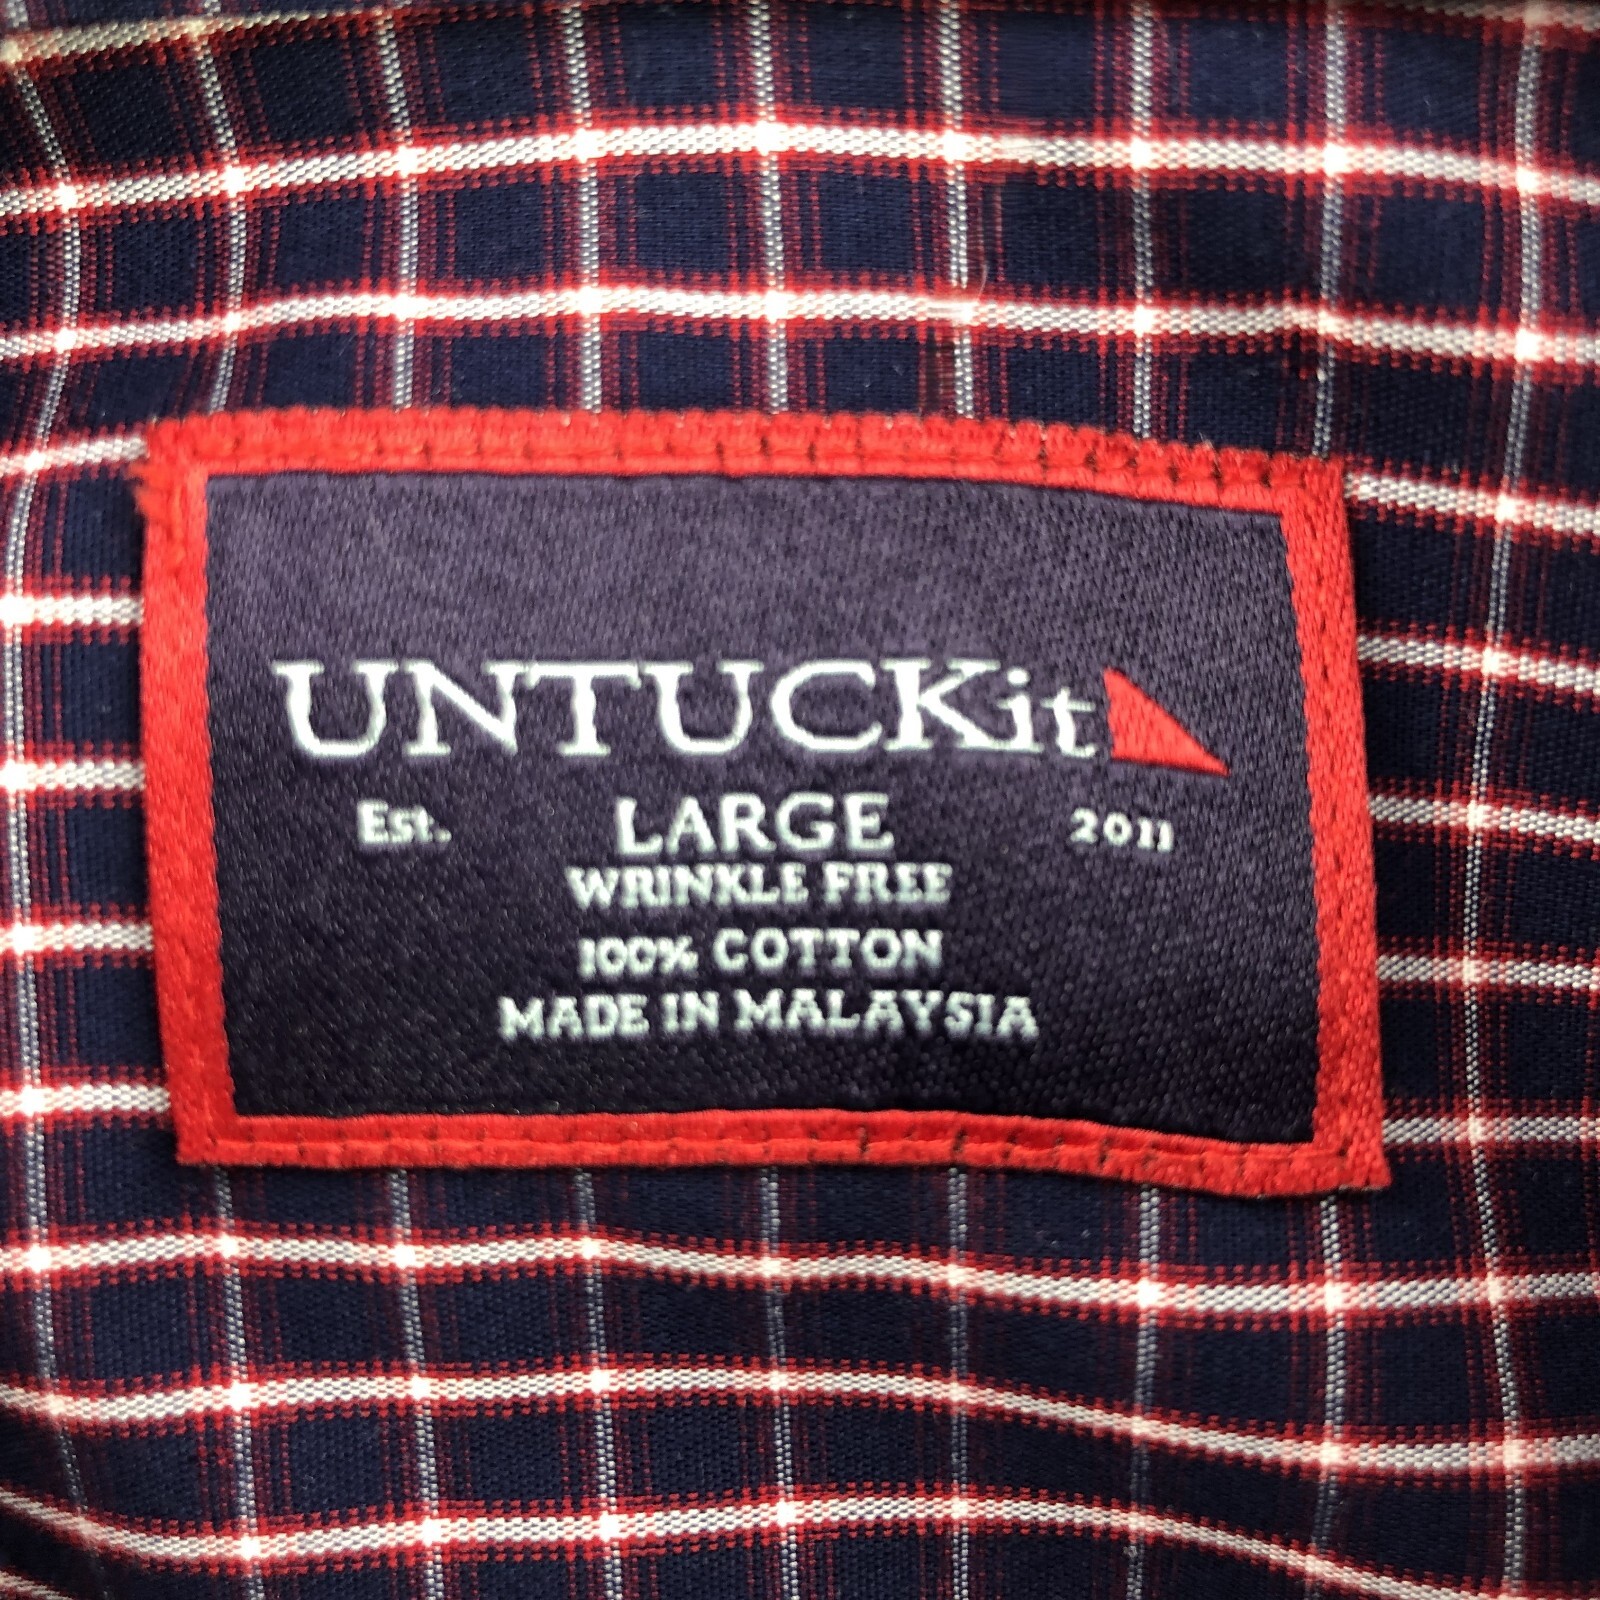 UNTUCKit
Est. LARGE 2011
WRINKLE FREE
100% COTTON
MADE IN MALAYSIA